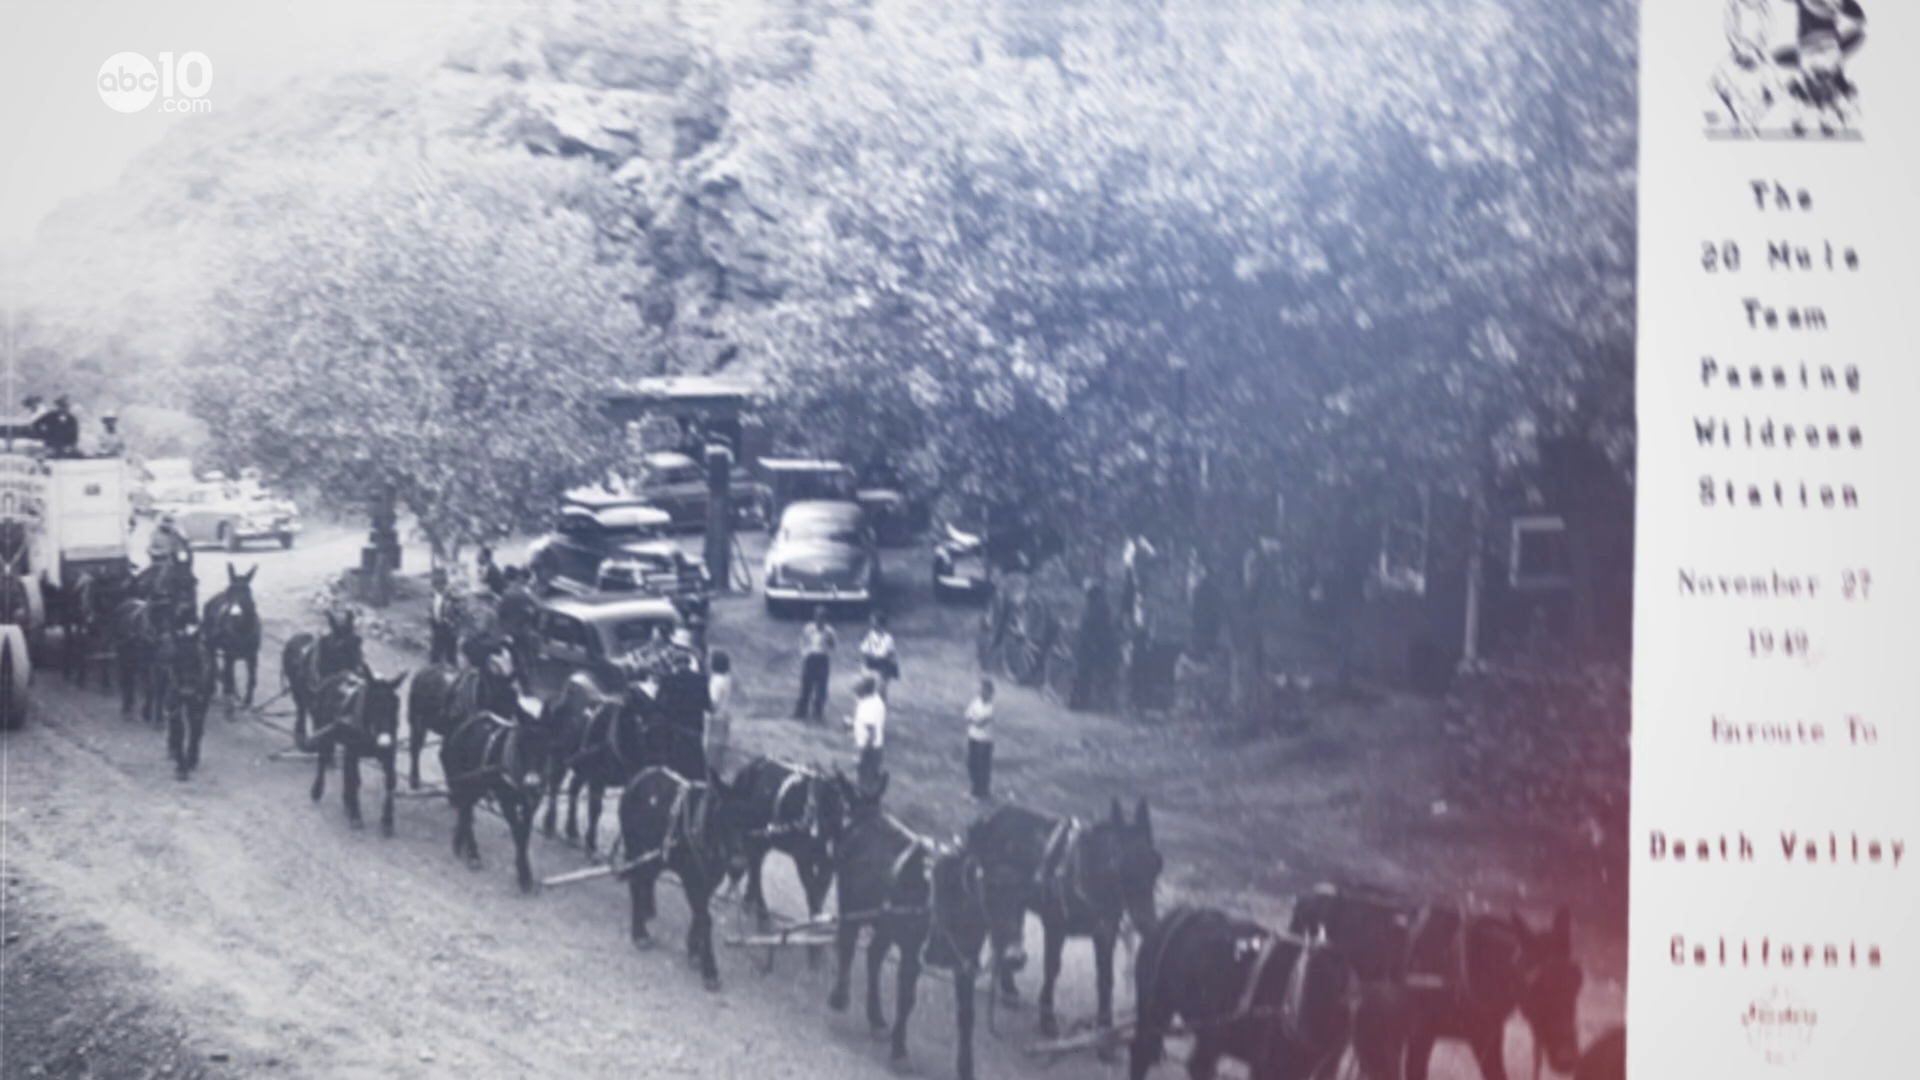 abc10
.com
The
20 Mule
Team
Passing
Wildrose
Station
November 27
1949
Enroute To
Death Valley
California